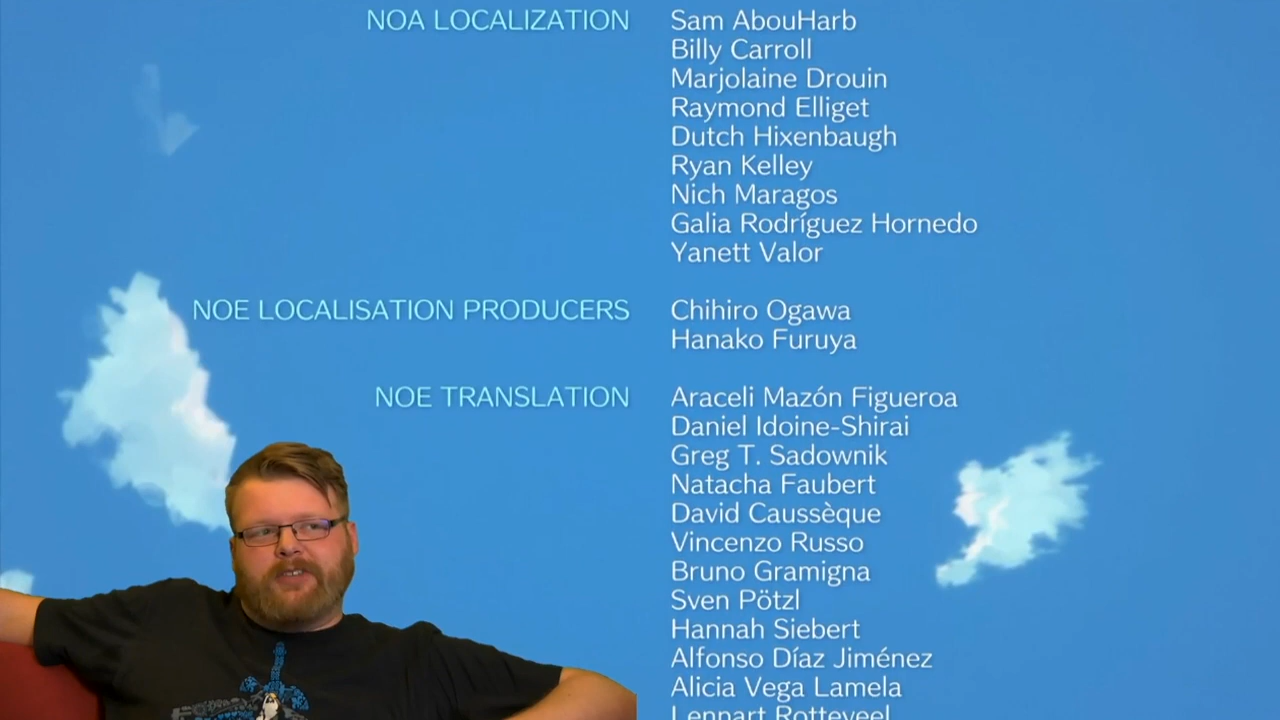 NOA LOCALIZATION Sam AbouHarb
Billy Carroll
Marjolaine Drouin
Raymond Elliget
Dutch Hixenbaugh
Ryan Kelley
Nich Maragos
Galia Rodríguez Hornedo
Yanett Valor
NOE LOCALISATION PRODUCERS Chihiro Ogawa
Hanako Furuya
NOE TRANSLATION Araceli Mazón Figueroa
Daniel Idoine-Shirai
Greg T. Sadownik
Natacha Faubert
David Caussèque
Vincenzo Russo
Bruno Gramigna
Sven Pötzl
Hannah Siebert
Alfonso Díaz Jiménez
Alicia Vega Lamela
Lennart Rotteveel